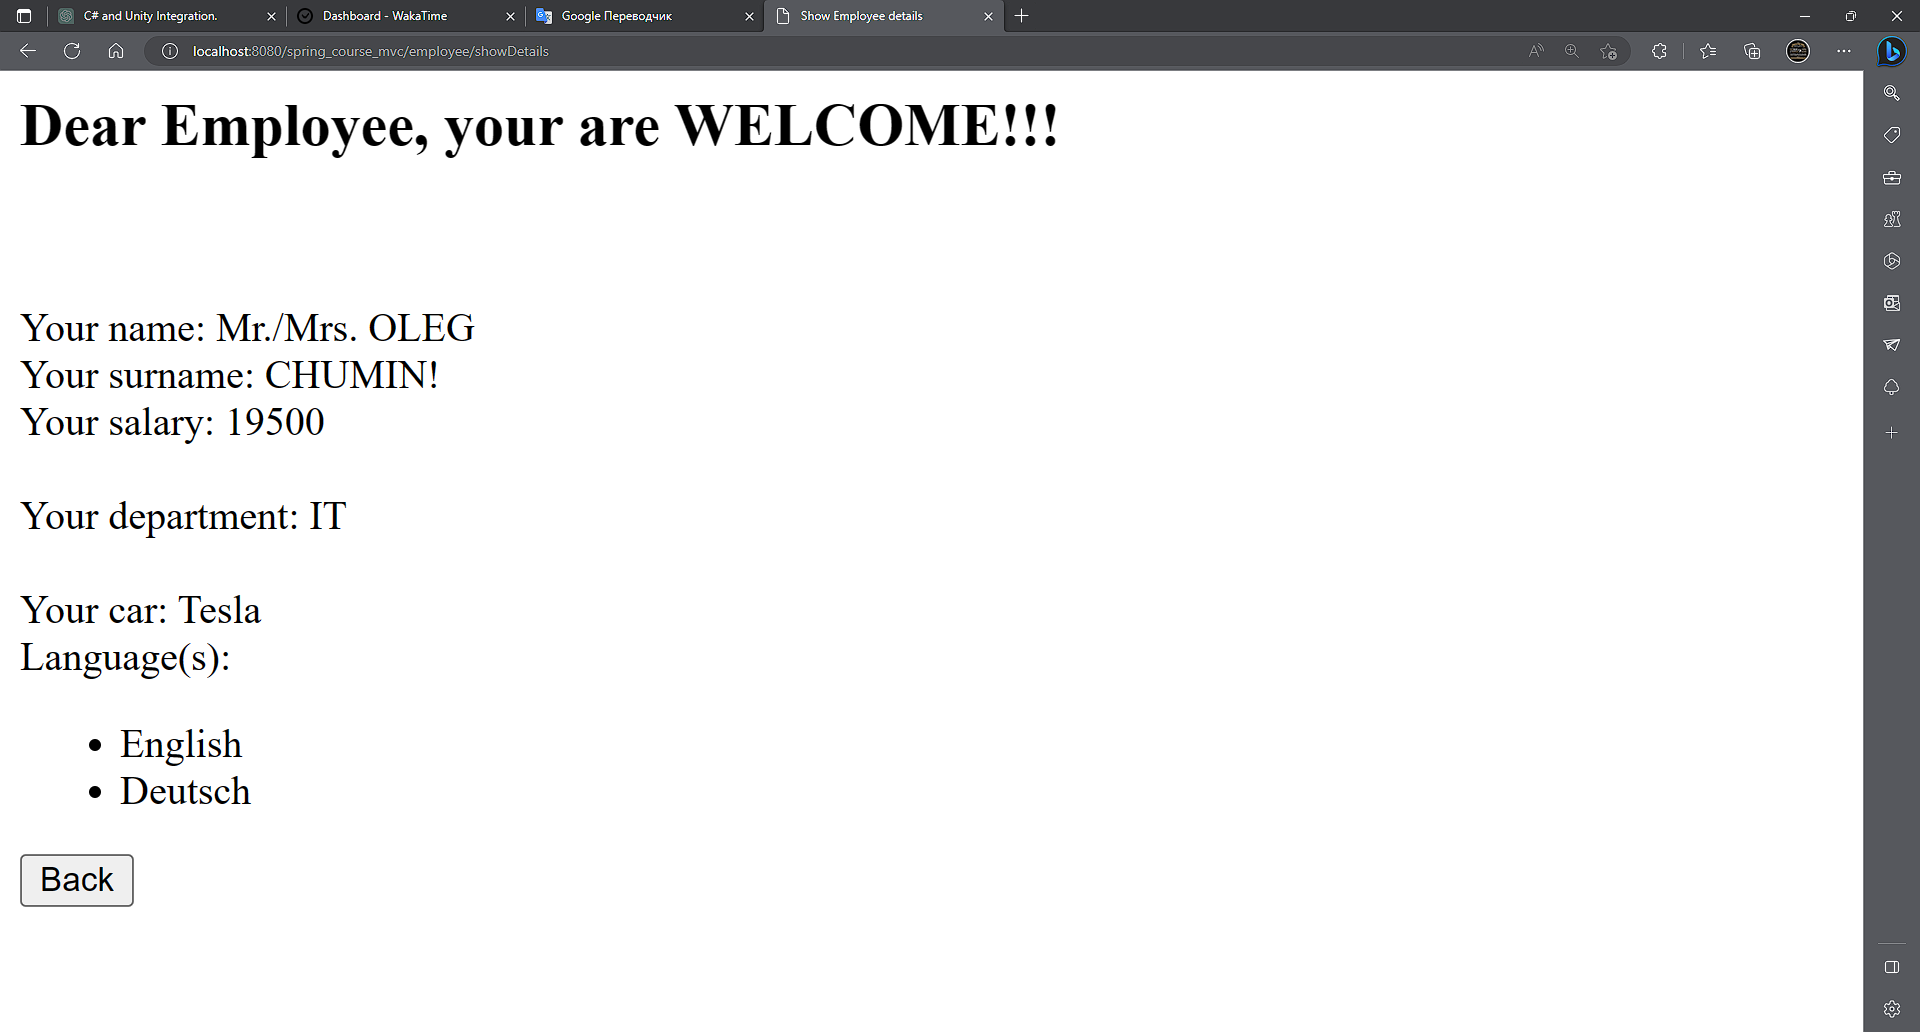 C# and Unity Integration.
Dashboard - WakaTime
Google Переводчик
Show Employee details
localhost:8080/spring_course_mvc/employee/showDetails
Dear Employee, your are WELCOME!!!
Your name: Mr./Mrs. OLEG
Your surname: CHUMIN!
Your salary: 19500
Your department: IT
Your car: Tesla
Language(s):
English
Deutsch
Back